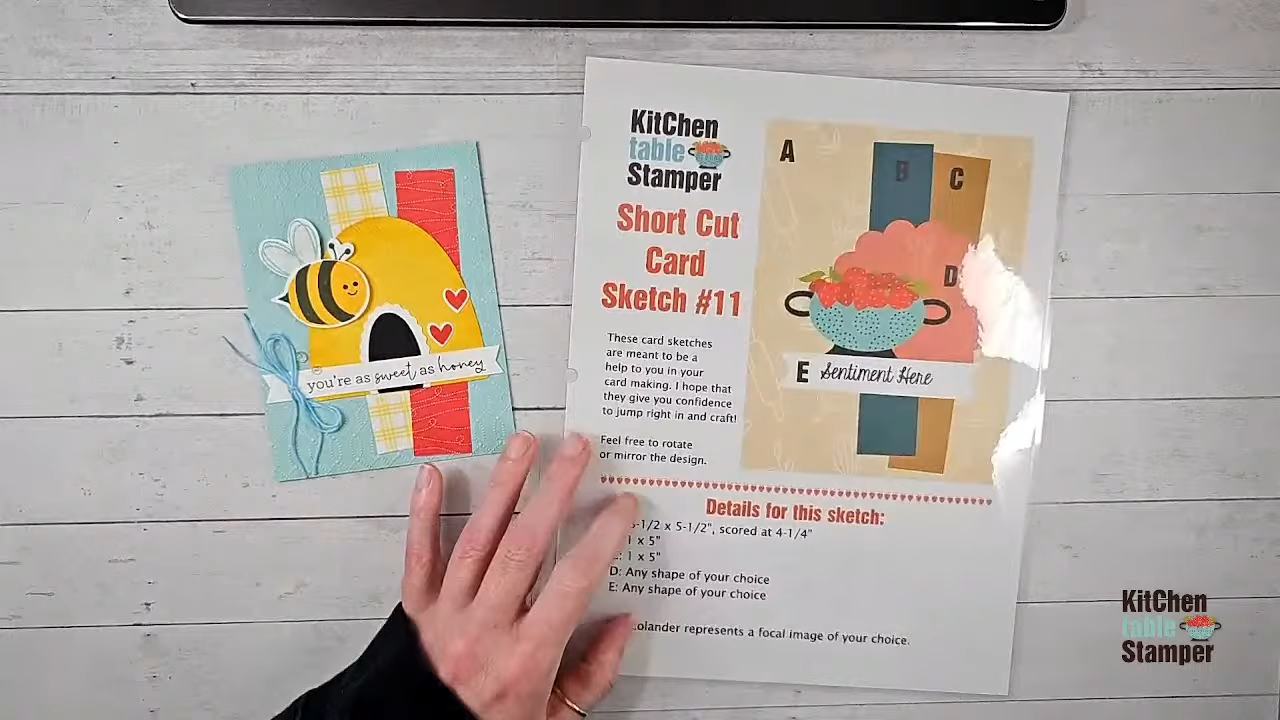 you're as sweet as honey
KitChen
table
Stamper
Short Cut
Card
Sketch #11
These card sketches
are meant to be a
help to you in your
card making. I hope that
they give you confidence
to jump right in and craft!
Feel free to rotate
or mirror the design.
A
B
C
D
E Sentiment Here
Details for this sketch:
-1/2 x 5-1/2", scored at 4-1/4"
1 x 5"
: 1 x 5"
D: Any shape of your choice
E: Any shape of your choice
olander represents a focal image of your choice.
KitChen
table
Stamper